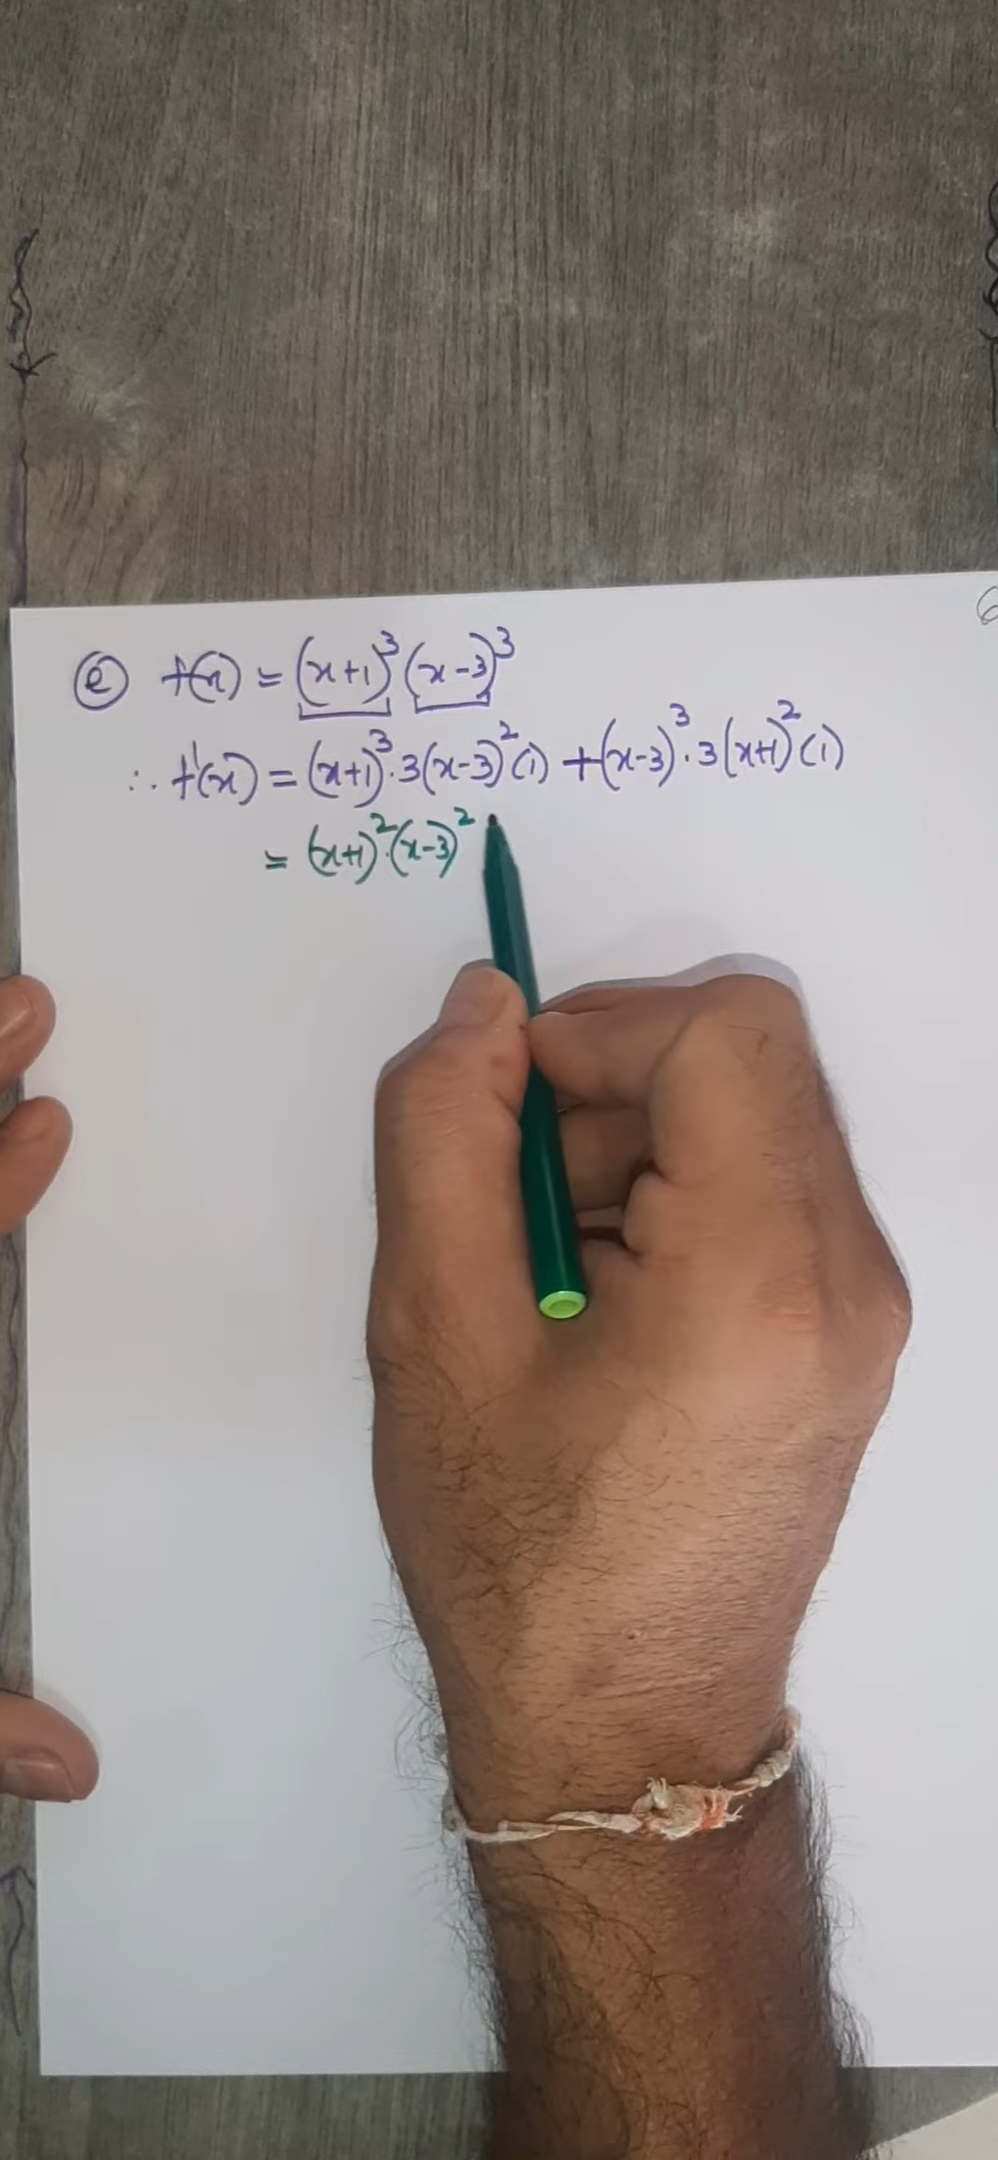 6
(e) f(x) = (x+1)³ (x-3)³
∴ f'(x) = (x+1)³·3(x-3)²(1) + (x-3)³·3(x+1)²(1)
= (x+1)²·(x-3)²